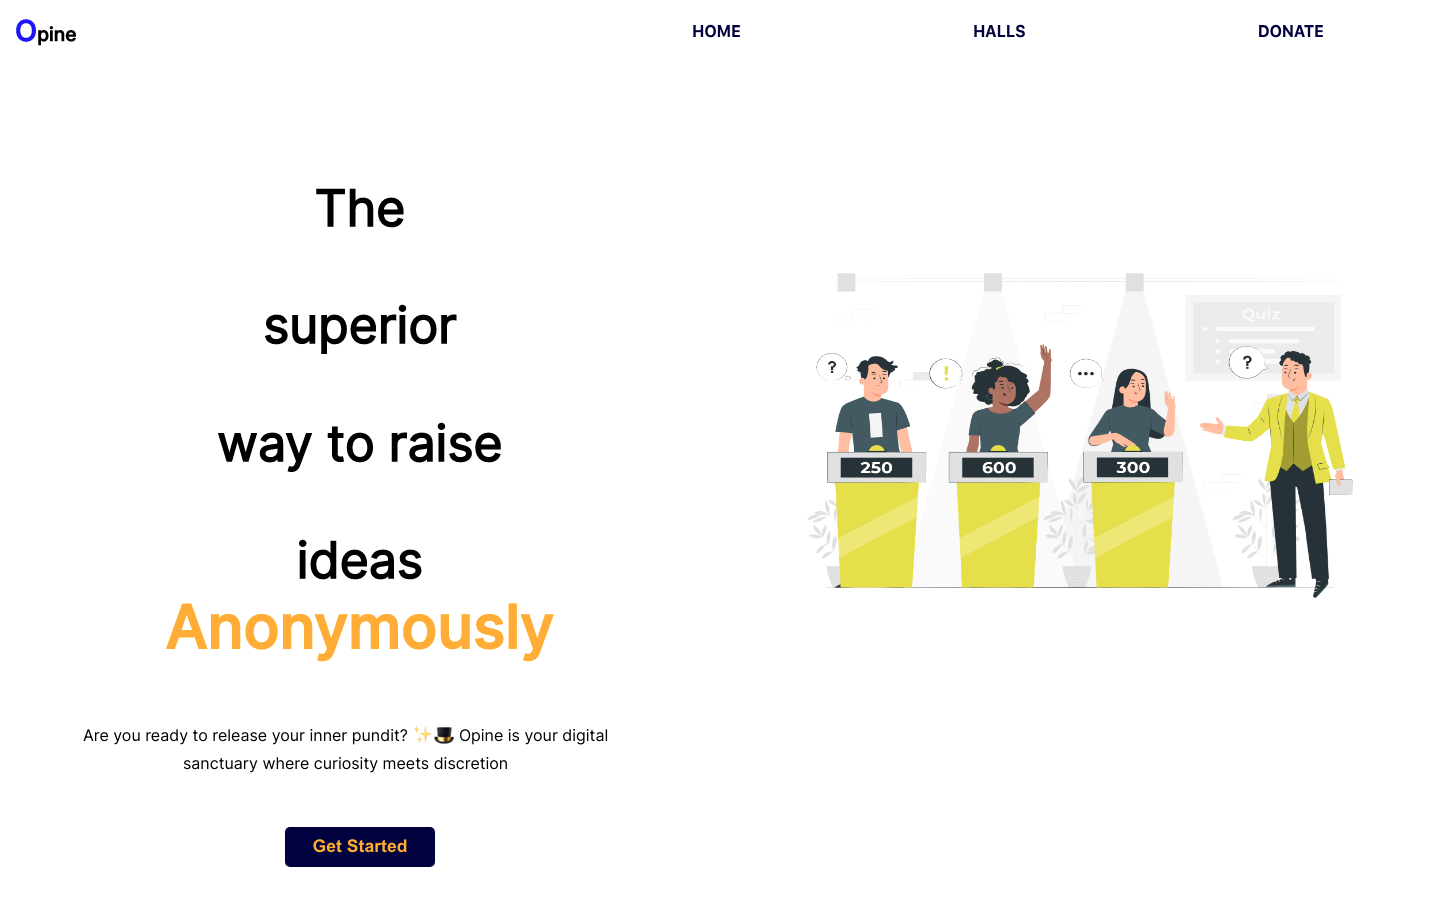 Opine
HOME
HALLS
DONATE
The
superior
way to raise
ideas
Anonymously
Are you ready to release your inner pundit? ✨🎩 Opine is your digital
sanctuary where curiosity meets discretion
Get Started
Quiz
?
!
...
?
250
600
300